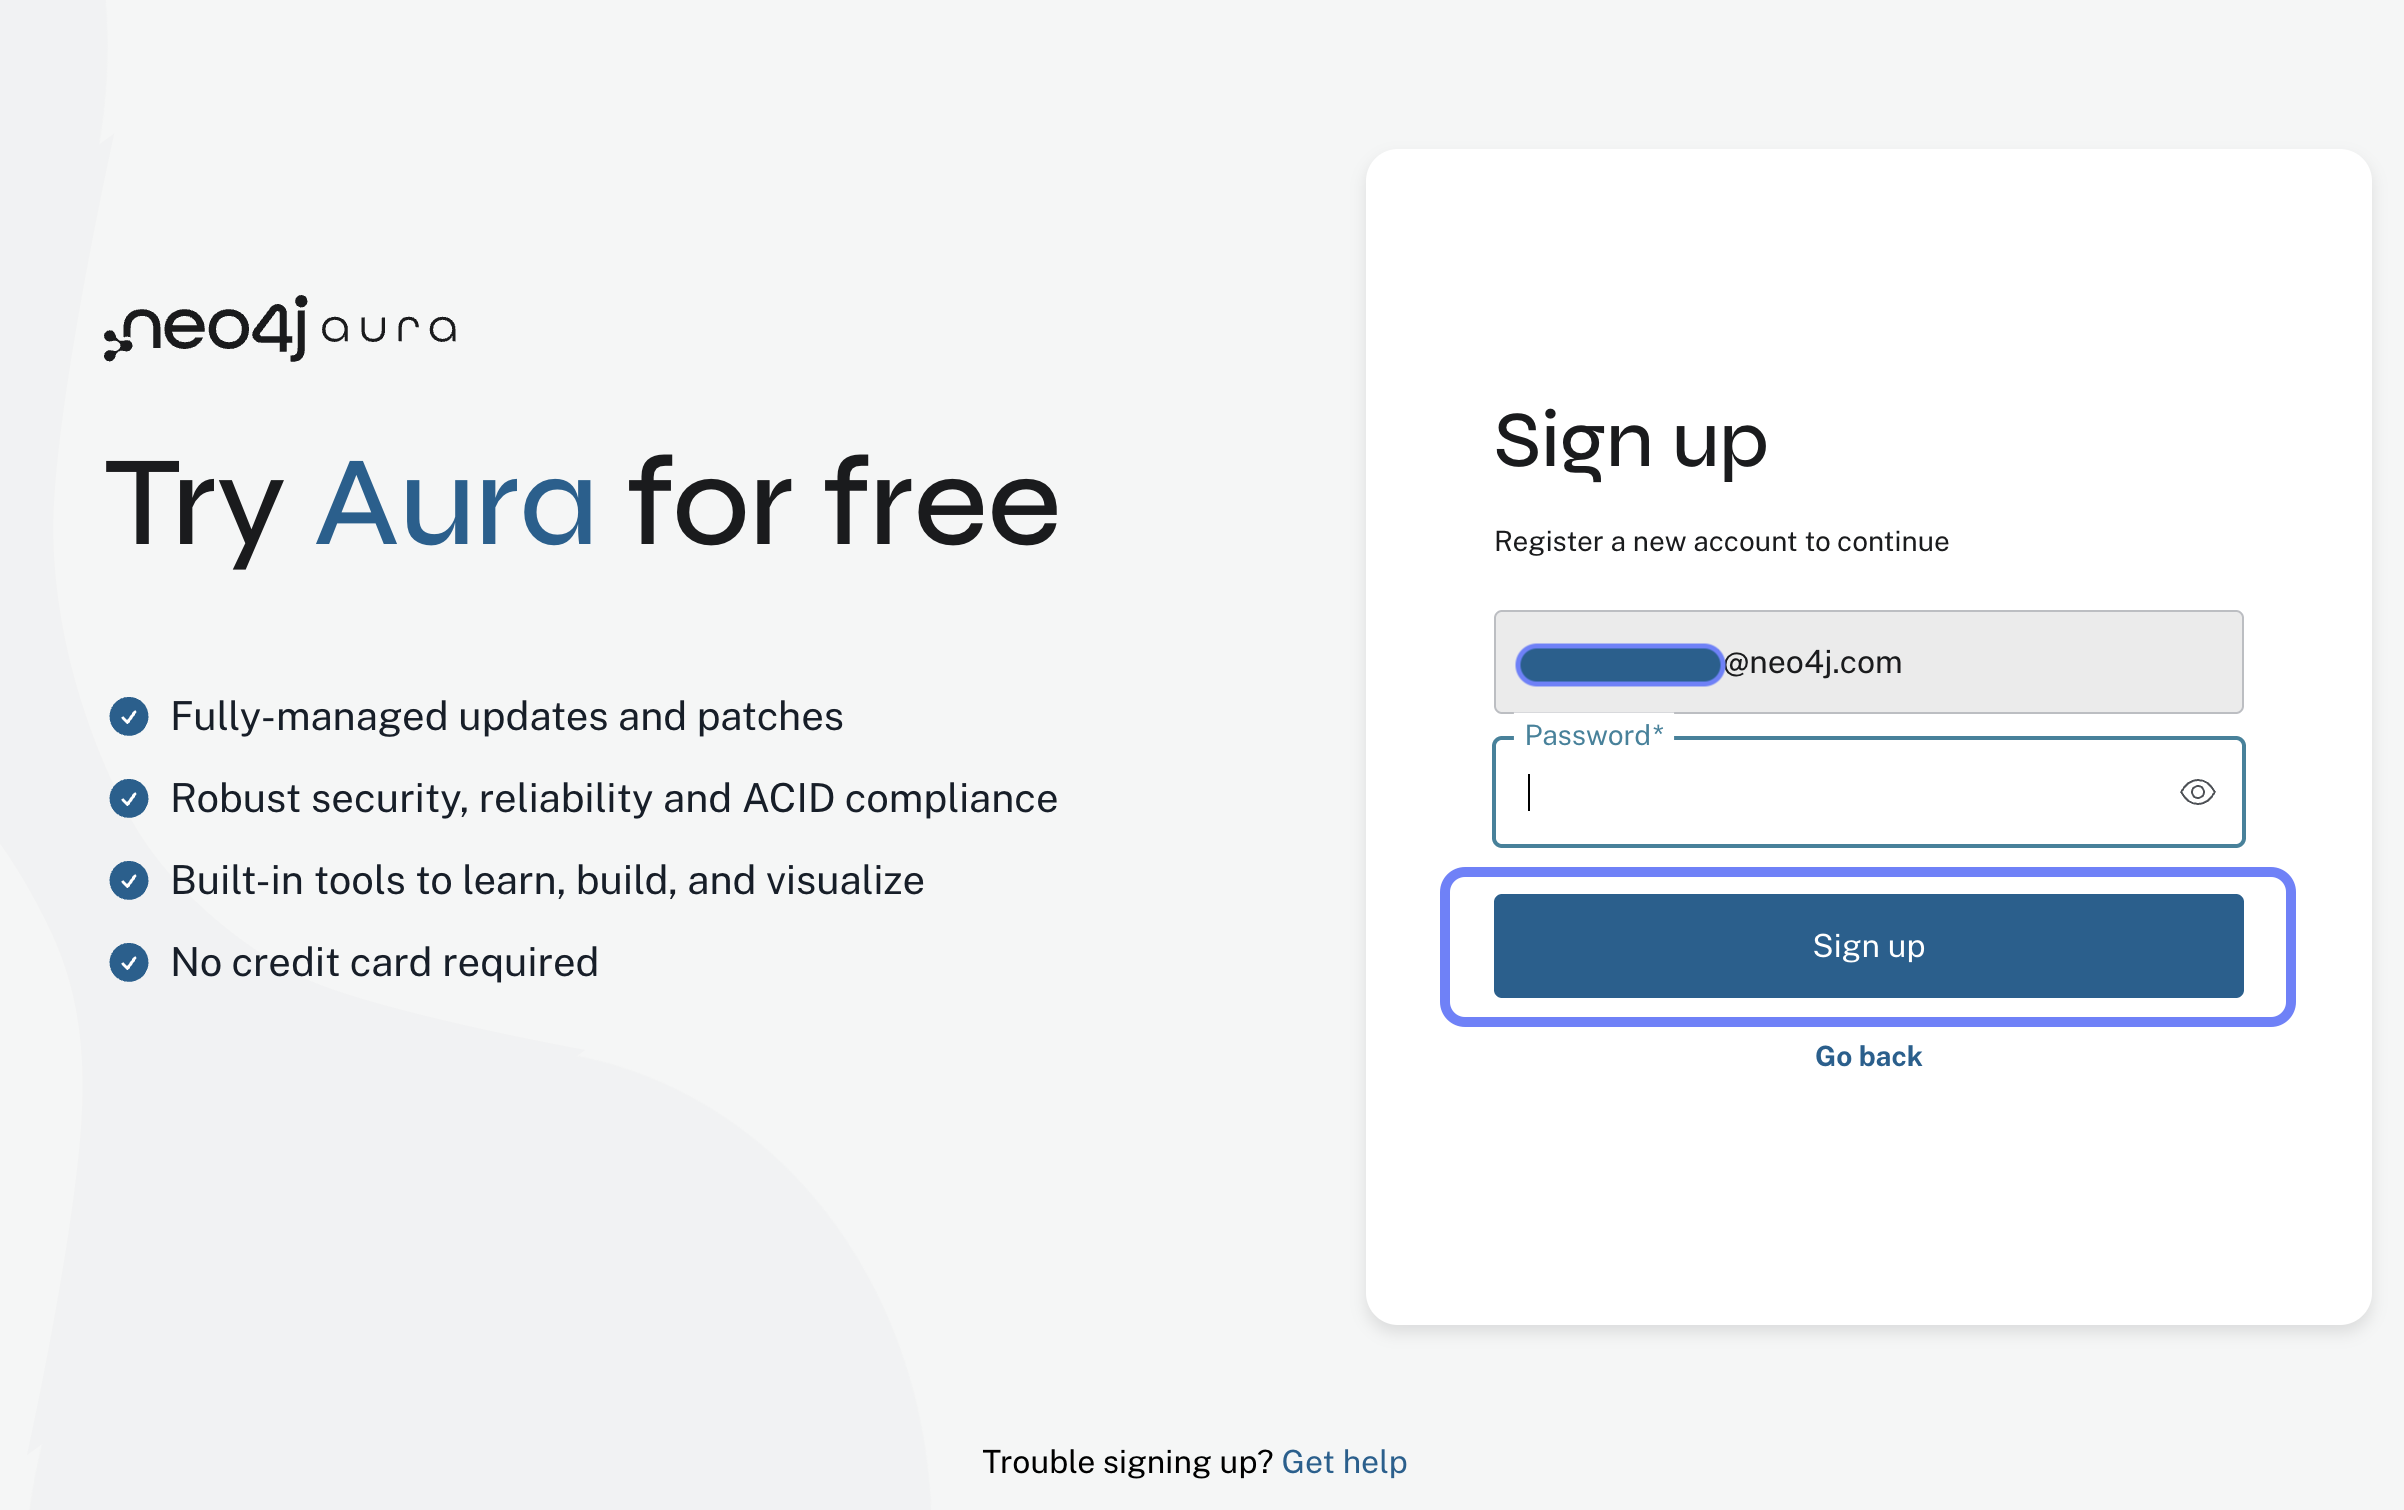 neo4j aura
Try Aura for free
Fully-managed updates and patches
Robust security, reliability and ACID compliance
Built-in tools to learn, build, and visualize
No credit card required
Sign up
Register a new account to continue
@neo4j.com
Password*
Sign up
Go back
Trouble signing up? Get help